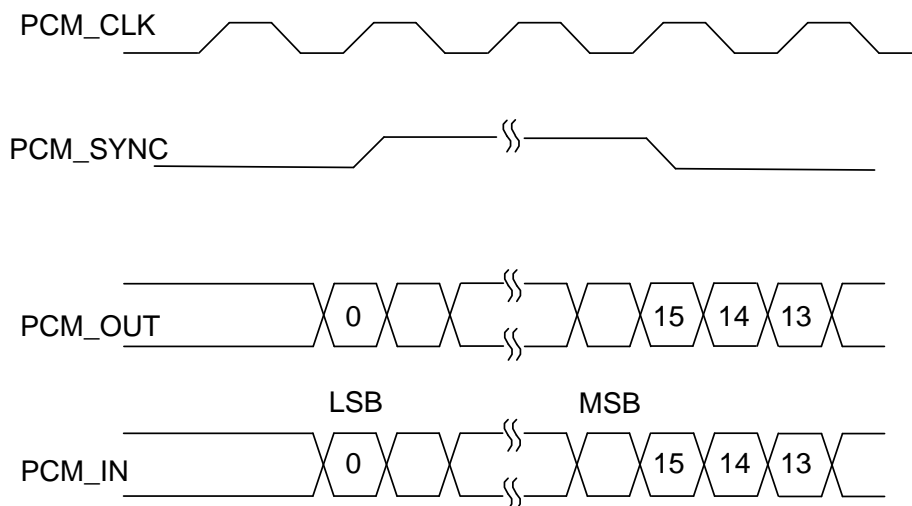 PCM_CLK
PCM_SYNC
PCM_OUT
0
15
14
13
LSB
MSB
PCM_IN
0
15
14
13